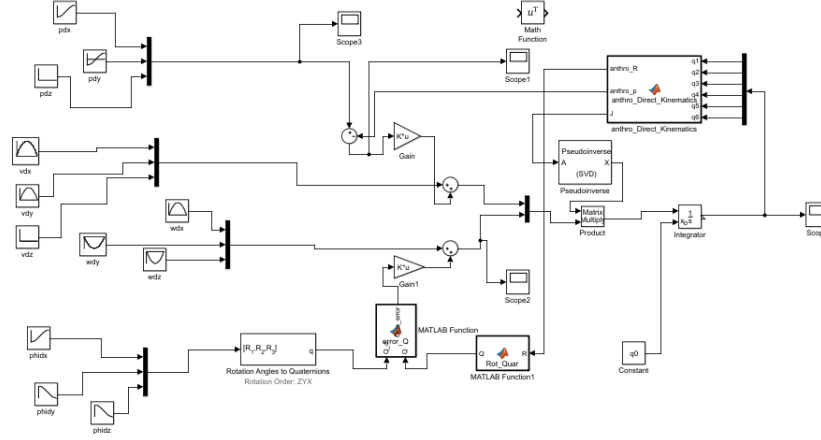 pdx
pdy
pdz
Scope3
u^T
Math
Function
Scope1
K*u
Gain
anthro_R
anthro_p
J
anthro_Direct_Kinematics
q1
q2
q3
q4
q5
q6
anthro_Direct_Kinematics
Pseudoinverse
A X
(SVD)
Pseudoinverse
vdx
vdy
vdz
wdx
wdy
wdz
K*u
Gain1
Scope2
Matrix
Multiply
Product
1
s
x₀
Integrator
Scop
error_Q
MATLAB Function
phidx
phidy
phidz
[R₁,R₂,R₃] q
Rotation Angles to Quaternions
Rotation Order: ZYX
Q R
Rot_Quar
MATLAB Function1
q0
Constant